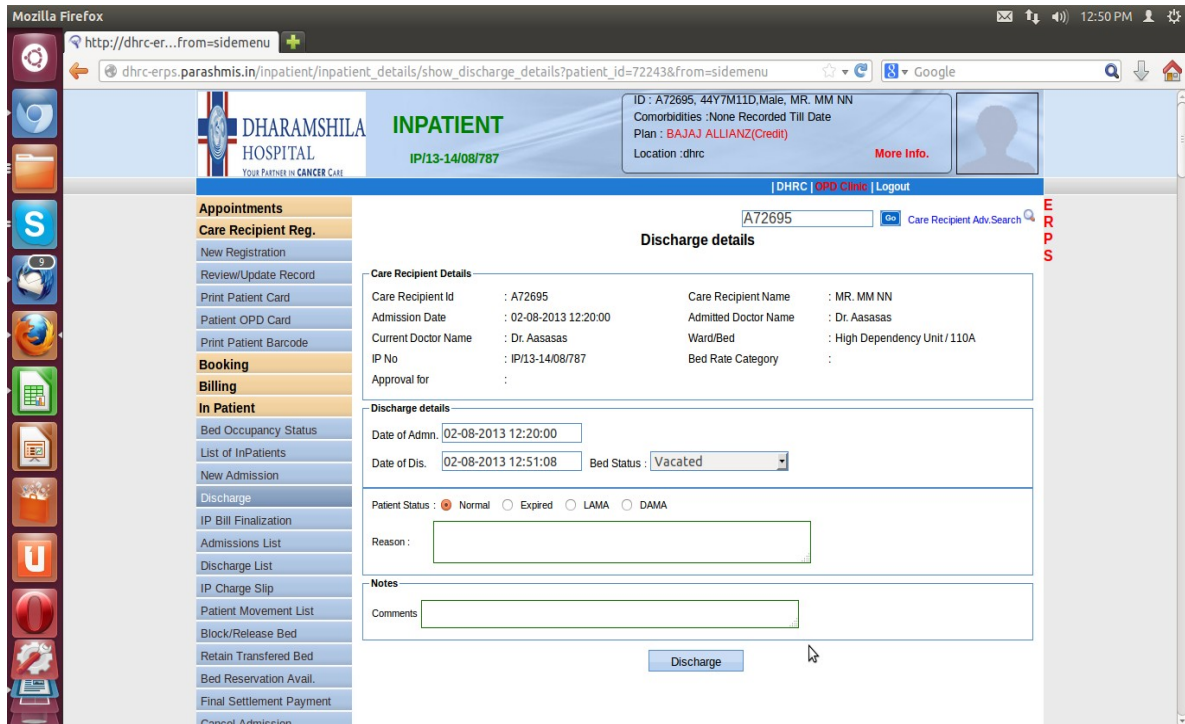 Mozilla Firefox
12:50 PM
http://dhrc-er...from=sidemenu
dhrc-erps.parashmis.in/inpatient/inpatient_details/show_discharge_details?patient_id=72243&from=sidemenu
Google
DHARAMSHILA
HOSPITAL
YOUR PARTNER IN CANCER CARE
INPATIENT
IP/13-14/08/787
ID : A72695, 44Y7M11D,Male, MR. MM NN
Comorbidities :None Recorded Till Date
Plan : BAJAJ ALLIANZ(Credit)
Location :dhrc More Info.
| DHRC | OPD Clinic | Logout
ERPS
Appointments
Care Recipient Reg.
New Registration
Review/Update Record
Print Patient Card
Patient OPD Card
Print Patient Barcode
Booking
Billing
In Patient
Bed Occupancy Status
List of InPatients
New Admission
Discharge
IP Bill Finalization
Admissions List
Discharge List
IP Charge Slip
Patient Movement List
Block/Release Bed
Retain Transfered Bed
Bed Reservation Avail.
Final Settlement Payment
Cancel Admission
A72695 Go Care Recipient Adv.Search
Discharge details
Care Recipient Details
Care Recipient Id : A72695 Care Recipient Name : MR. MM NN
Admission Date : 02-08-2013 12:20:00 Admitted Doctor Name : Dr. Aasasas
Current Doctor Name : Dr. Aasasas Ward/Bed : High Dependency Unit / 110A
IP No : IP/13-14/08/787 Bed Rate Category :
Approval for :
Discharge details
Date of Admn. 02-08-2013 12:20:00
Date of Dis. 02-08-2013 12:51:08 Bed Status : Vacated
Patient Status : Normal Expired LAMA DAMA
Reason :
Notes
Comments
Discharge
9